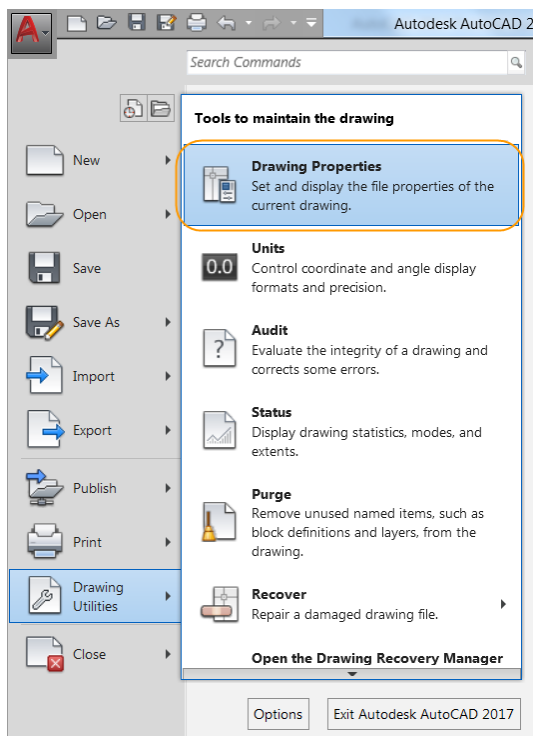 A
Autodesk AutoCAD 2
Search Commands
Tools to maintain the drawing
New
Open
Save
Save As
Import
Export
Publish
Print
Drawing
Utilities
Close
Drawing Properties
Set and display the file properties of the
current drawing.
Units
0.0
Control coordinate and angle display
formats and precision.
Audit
?
Evaluate the integrity of a drawing and
corrects some errors.
Status
Display drawing statistics, modes, and
extents.
Purge
Remove unused named items, such as
block definitions and layers, from the
drawing.
Recover
Repair a damaged drawing file.
Open the Drawing Recovery Manager
Options
Exit Autodesk AutoCAD 2017